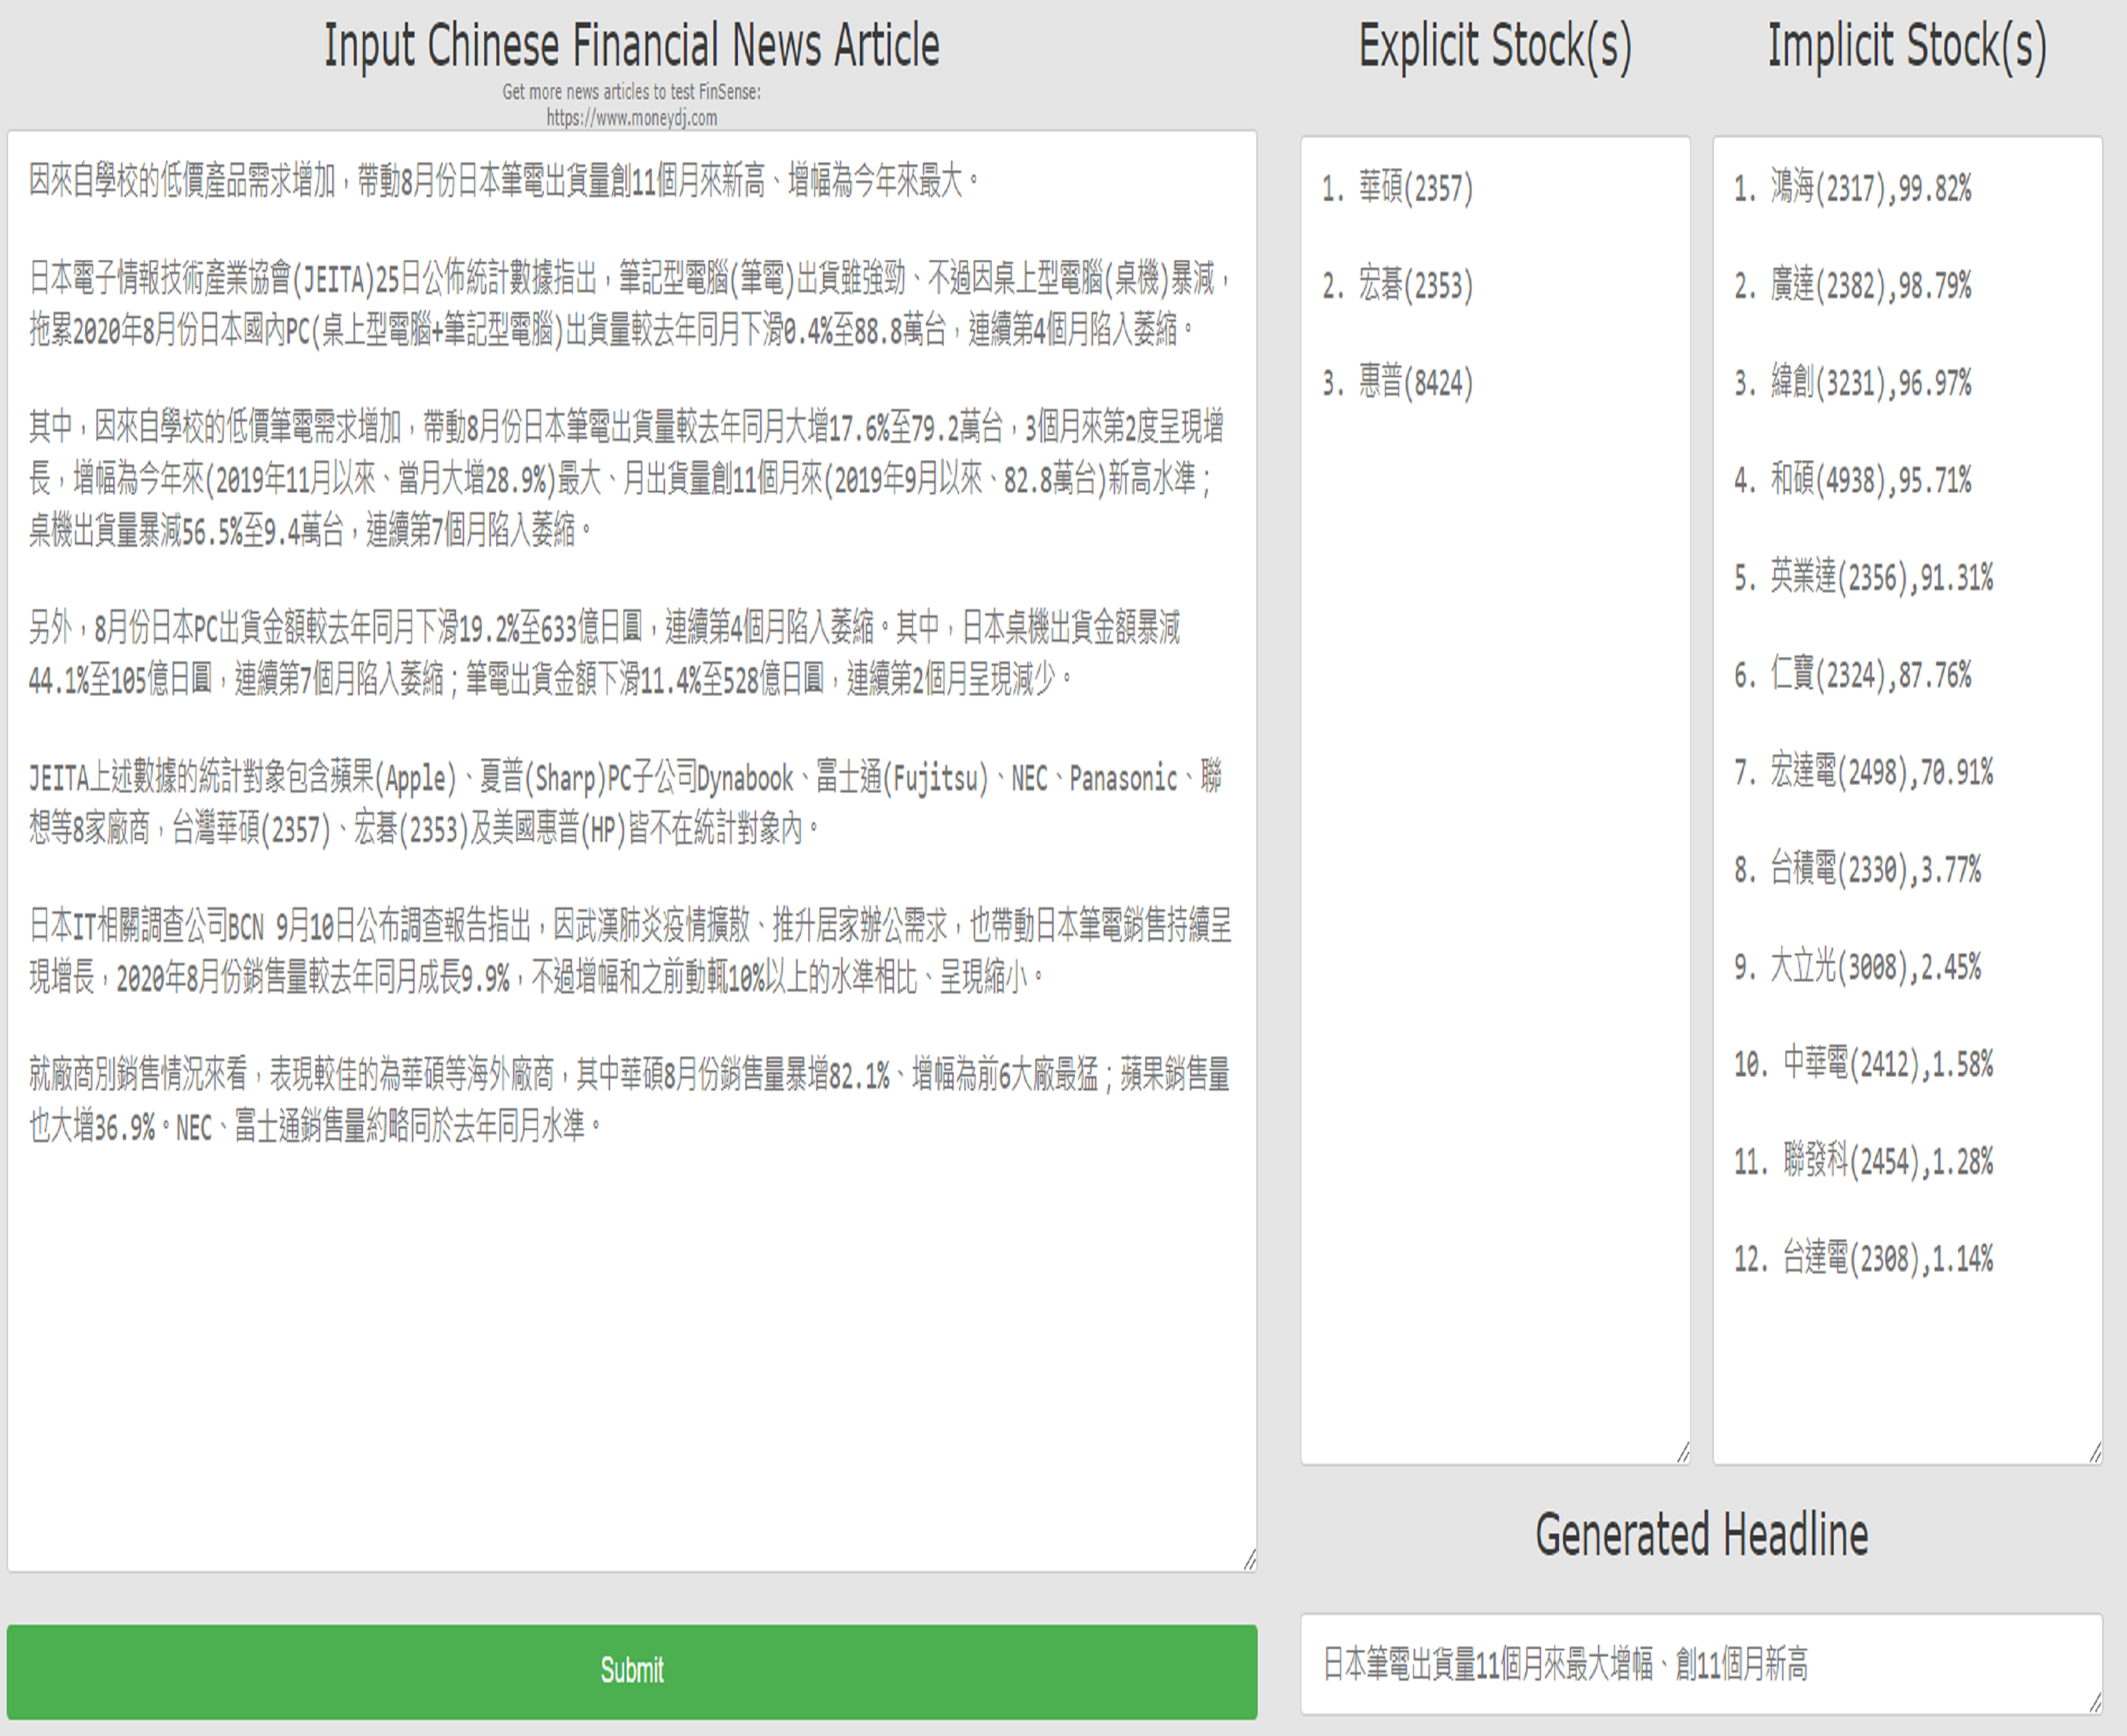 Input Chinese Financial News Article
Get more news articles to test FinSense:
https://www.moneydj.com
因來自學校的低價產品需求增加，帶動8月份日本筆電出貨量創11個月來新高、增幅為今年來最大。
日本電子情報技術產業協會(JEITA)25日公佈統計數據指出，筆記型電腦(筆電)出貨雖強勁、不過因桌上型電腦(桌機)暴減，
拖累2020年8月份日本國內PC(桌上型電腦+筆記型電腦)出貨量較去年同月下滑0.4%至88.8萬台，連續第4個月陷入萎縮。
其中，因來自學校的低價筆電需求增加，帶動8月份日本筆電出貨量較去年同月大增17.6%至79.2萬台，3個月來第2度呈現增
長，增幅為今年來(2019年11月以來、當月大增28.9%)最大、月出貨量創11個月來(2019年9月以來、82.8萬台)新高水準；
桌機出貨量暴減56.5%至9.4萬台，連續第7個月陷入萎縮。
另外，8月份日本PC出貨金額較去年同月下滑19.2%至633億日圓，連續第4個月陷入萎縮。其中，日本桌機出貨金額暴減
44.1%至105億日圓，連續第7個月陷入萎縮；筆電出貨金額下滑11.4%至528億日圓，連續第2個月呈現減少。
JEITA上述數據的統計對象包含蘋果(Apple)、夏普(Sharp)PC子公司Dynabook、富士通(Fujitsu)、NEC、Panasonic、聯
想等8家廠商，台灣華碩(2357)、宏碁(2353)及美國惠普(HP)皆不在統計對象內。
日本IT相關調查公司BCN 9月10日公布調查報告指出，因武漢肺炎疫情擴散、推升居家辦公需求，也帶動日本筆電銷售持續呈
現增長，2020年8月份銷售量較去年同月成長9.9%，不過增幅和之前動輒10%以上的水準相比、呈現縮小。
就廠商別銷售情況來看，表現較佳的為華碩等海外廠商，其中華碩8月份銷售量暴增82.1%、增幅為前6大廠最猛；蘋果銷售量
也大增36.9%。NEC、富士通銷售量約略同於去年同月水準。
Submit
Explicit Stock(s)
1. 華碩(2357)
2. 宏碁(2353)
3. 惠普(8424)
Implicit Stock(s)
1. 鴻海(2317),99.82%
2. 廣達(2382),98.79%
3. 緯創(3231),96.97%
4. 和碩(4938),95.71%
5. 英業達(2356),91.31%
6. 仁寶(2324),87.76%
7. 宏達電(2498),70.91%
8. 台積電(2330),3.77%
9. 大立光(3008),2.45%
10. 中華電(2412),1.58%
11. 聯發科(2454),1.28%
12. 台達電(2308),1.14%
Generated Headline
日本筆電出貨量11個月來最大增幅、創11個月新高